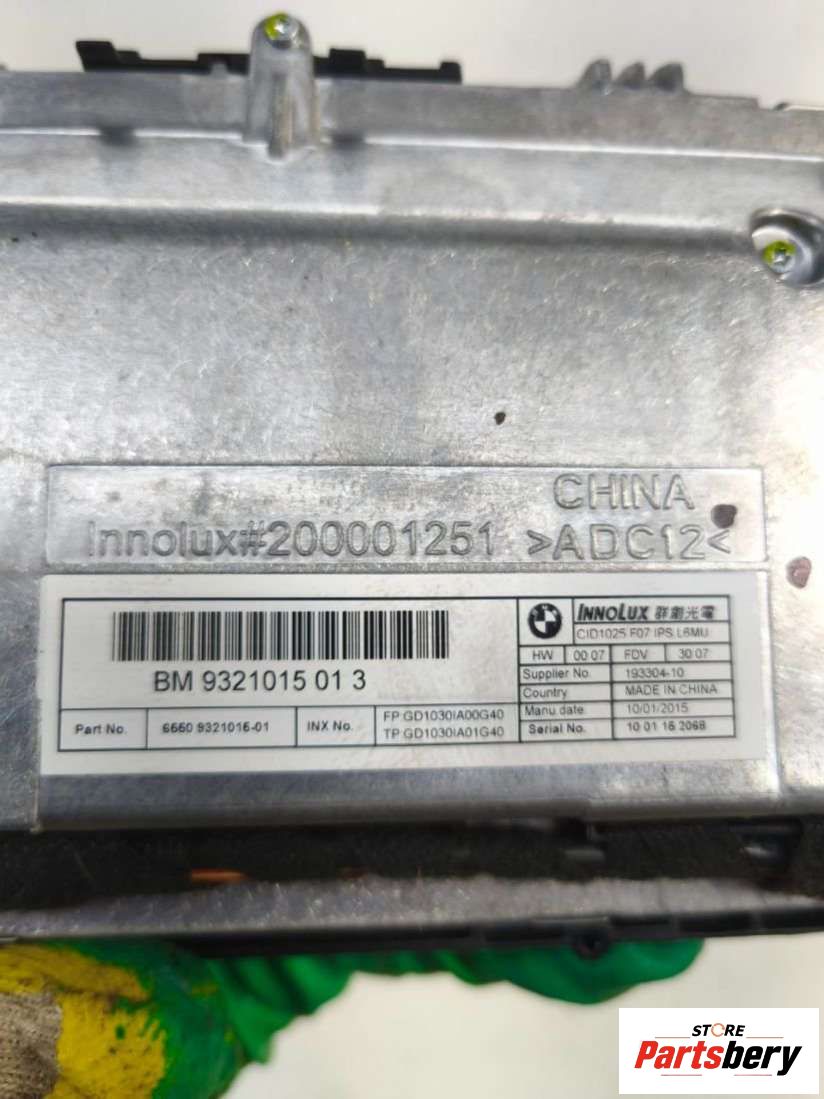 CHINA
Innolux#200001251 >ADC12<
BM 9321015 01 3
INNOLUX 群創光電
CID1025 F07 IPS L6MU
HW 00 07 FDV 30 07
Supplier No. 193304-10
Country MADE IN CHINA
Manu date 10/01/2015
Serial No. 10 01 16 2068
Part No. 6550 9321015-01
INX No. FP GD1030IA00G40
TP GD1030IA01G40
STORE
Partsbery